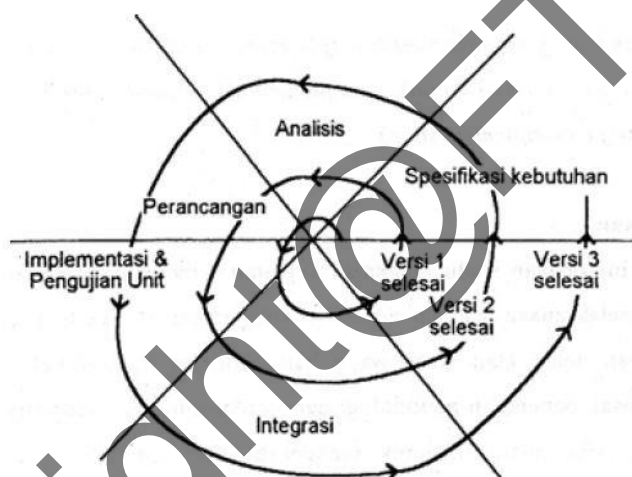 Analisis
Spesifikasi kebutuhan
Perancangan
Implementasi &
Pengujian Unit
Versi 1
selesai
Versi 2
selesai
Versi 3
selesai
Integrasi